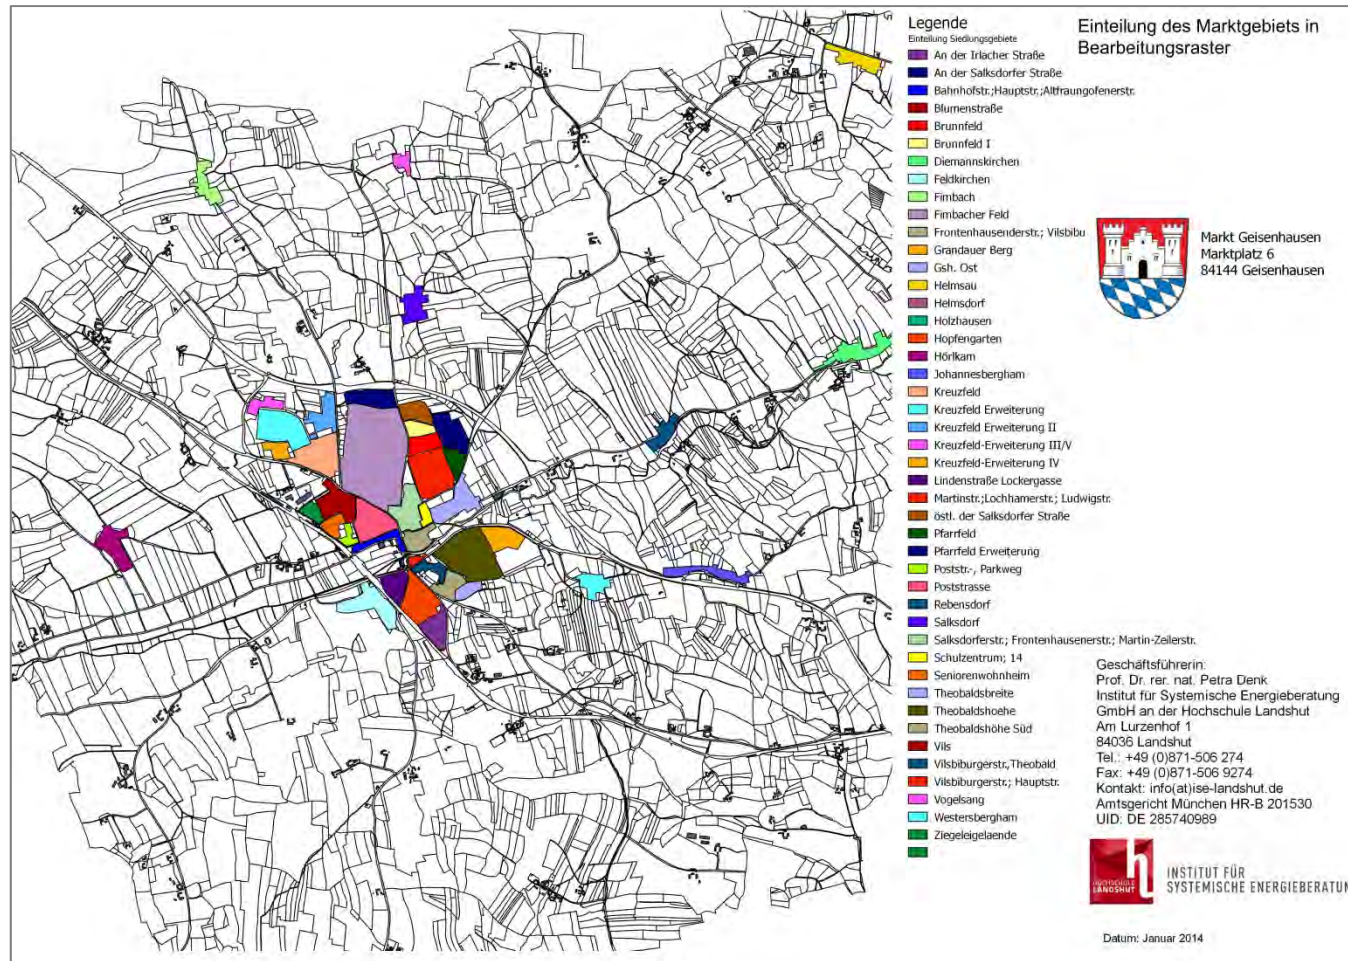 Legende
Einteilung Siedlungsgebiete
An der Irlacher Straße
An der Salksdorfer Straße
Bahnhofstr.;Hauptstr.;Altfraungofenerstr.
Blumenstraße
Brunnfeld
Brunnfeld I
Diemannskirchen
Feldkirchen
Fimbach
Fimbacher Feld
Frontenhausenderstr.; Vilsbibu
Grandauer Berg
Gsh. Ost
Helmsau
Helmsdorf
Holzhausen
Hopfengarten
Hörlkam
Johannesbergham
Kreuzfeld
Kreuzfeld Erweiterung
Kreuzfeld Erweiterung II
Kreuzfeld-Erweiterung III/V
Kreuzfeld-Erweiterung IV
Lindenstraße Lockergasse
Martinstr.;Lochhamerstr.; Ludwigstr.
östl. der Salksdorfer Straße
Pfarrfeld
Pfarrfeld Erweiterung
Poststr.-, Parkweg
Poststrasse
Rebensdorf
Salksdorf
Salksdorferstr.; Frontenhausenerstr.; Martin-Zeilerstr.
Schulzentrum; 14
Seniorenwohnheim
Theobaldsbreite
Theobaldshoehe
Theobaldshöhe Süd
Vils
Vilsbiburgerstr.,Theobald
Vilsbiburgerstr.; Hauptstr.
Vogelsang
Westersbergham
Ziegeleigelaende
Einteilung des Marktgebiets in
Bearbeitungsraster
Markt Geisenhausen
Marktplatz 6
84144 Geisenhausen
Geschäftsführerin:
Prof. Dr. rer. nat. Petra Denk
Institut für Systemische Energieberatung
GmbH an der Hochschule Landshut
Am Lurzenhof 1
84036 Landshut
Tel.: +49 (0)871-506 274
Fax: +49 (0)871-506 9274
Kontakt: info(at)ise-landshut.de
Amtsgericht München HR-B 201530
UID: DE 285740989
HOCHSCHULE
LANDSHUT
INSTITUT FÜR
SYSTEMISCHE ENERGIEBERATUN
Datum: Januar 2014